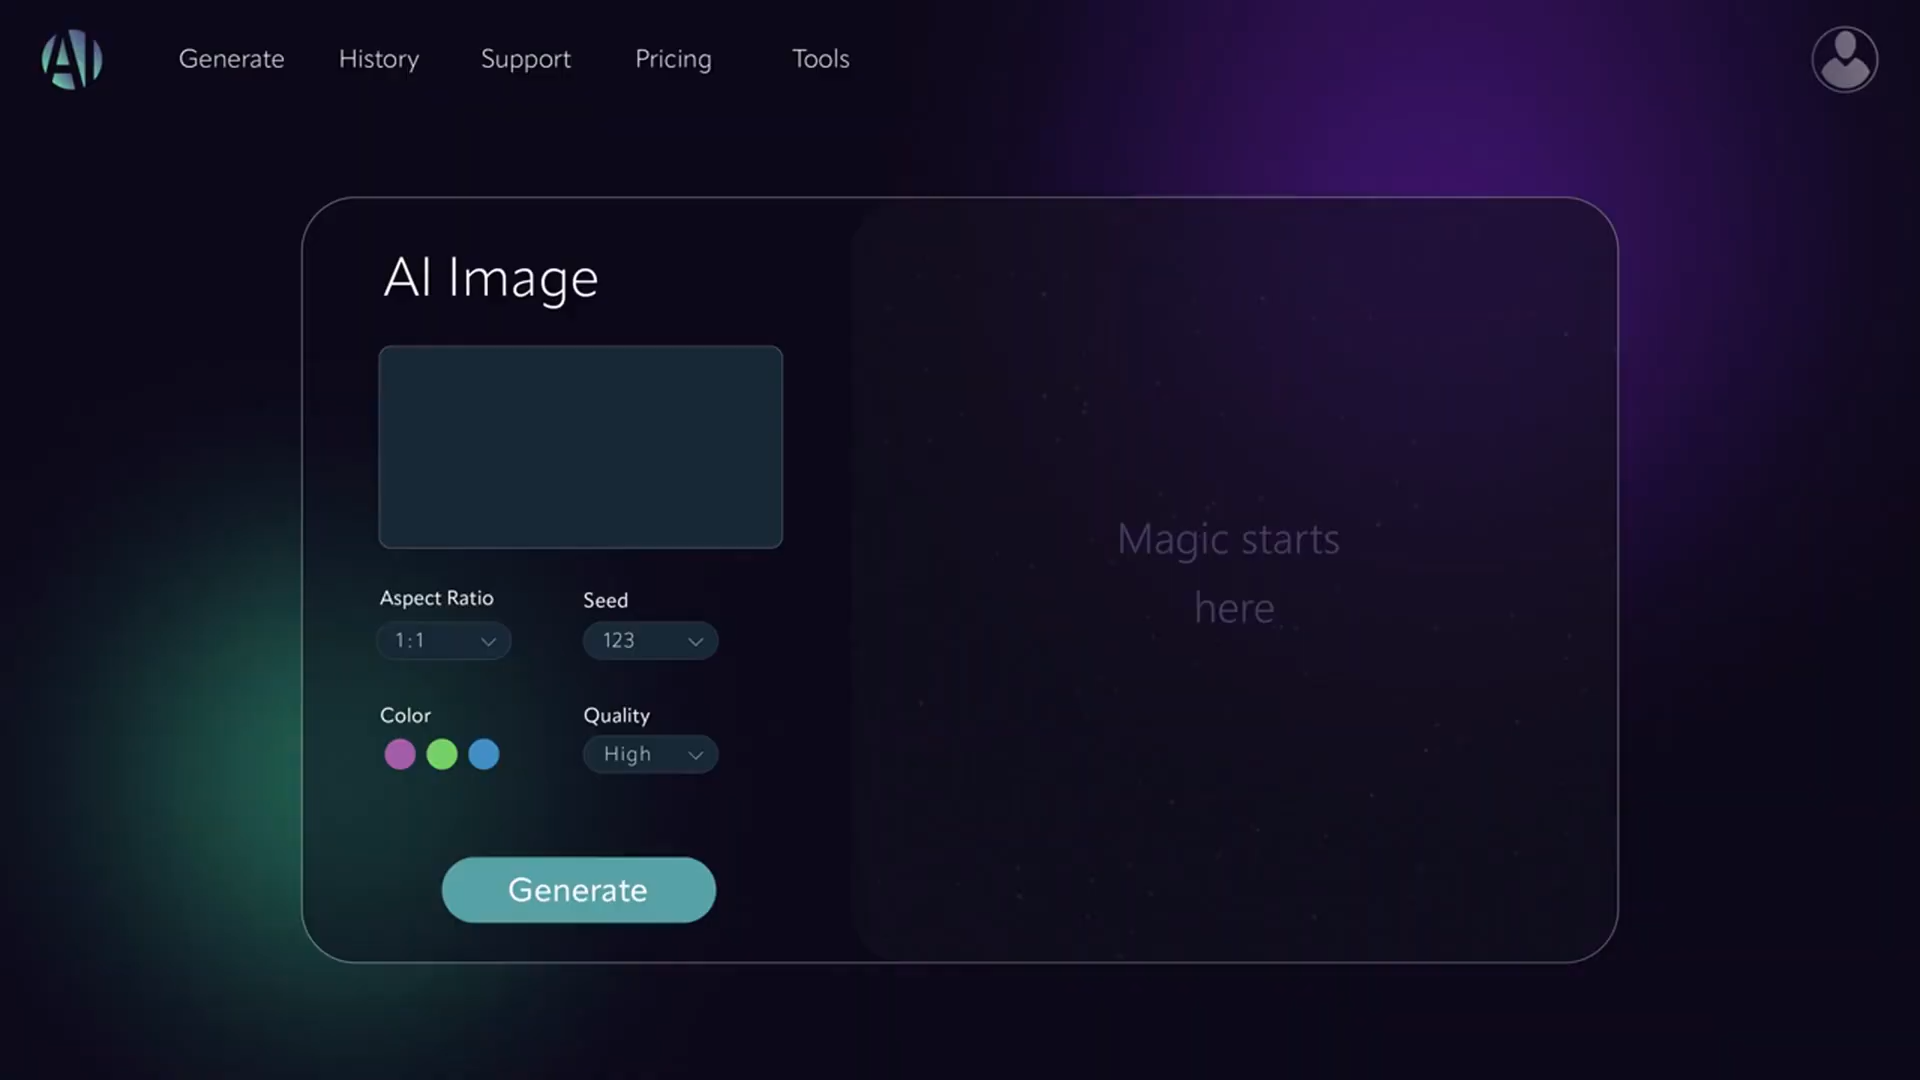 AI
Generate
History
Support
Pricing
Tools
AI Image
Aspect Ratio
Seed
1:1
123
Color
Quality
High
Generate
Magic starts
here